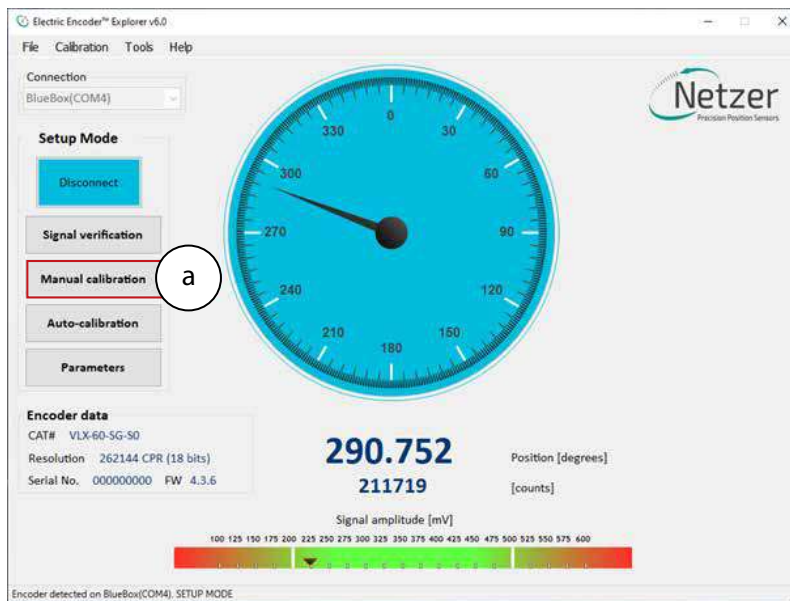 Electric Encoder™ Explorer v6.0
File Calibration Tools Help
Connection
BlueBox(COM4)
Setup Mode
Disconnect
Signal verification
Manual calibration
a
Auto-calibration
Parameters
Encoder data
CAT# VLX-60-SG-S0
Resolution 262144 CPR (18 bits)
Serial No. 000000000 FW 4.3.6
0
30
60
90
120
150
180
210
240
270
300
330
Netzer
Precision Position Sensors
290.752 Position [degrees]
211719 [counts]
Signal amplitude [mV]
100 125 150 175 200 225 250 275 300 325 350 375 400 425 450 475 500 525 550 575 600
Encoder detected on BlueBox(COM4). SETUP MODE